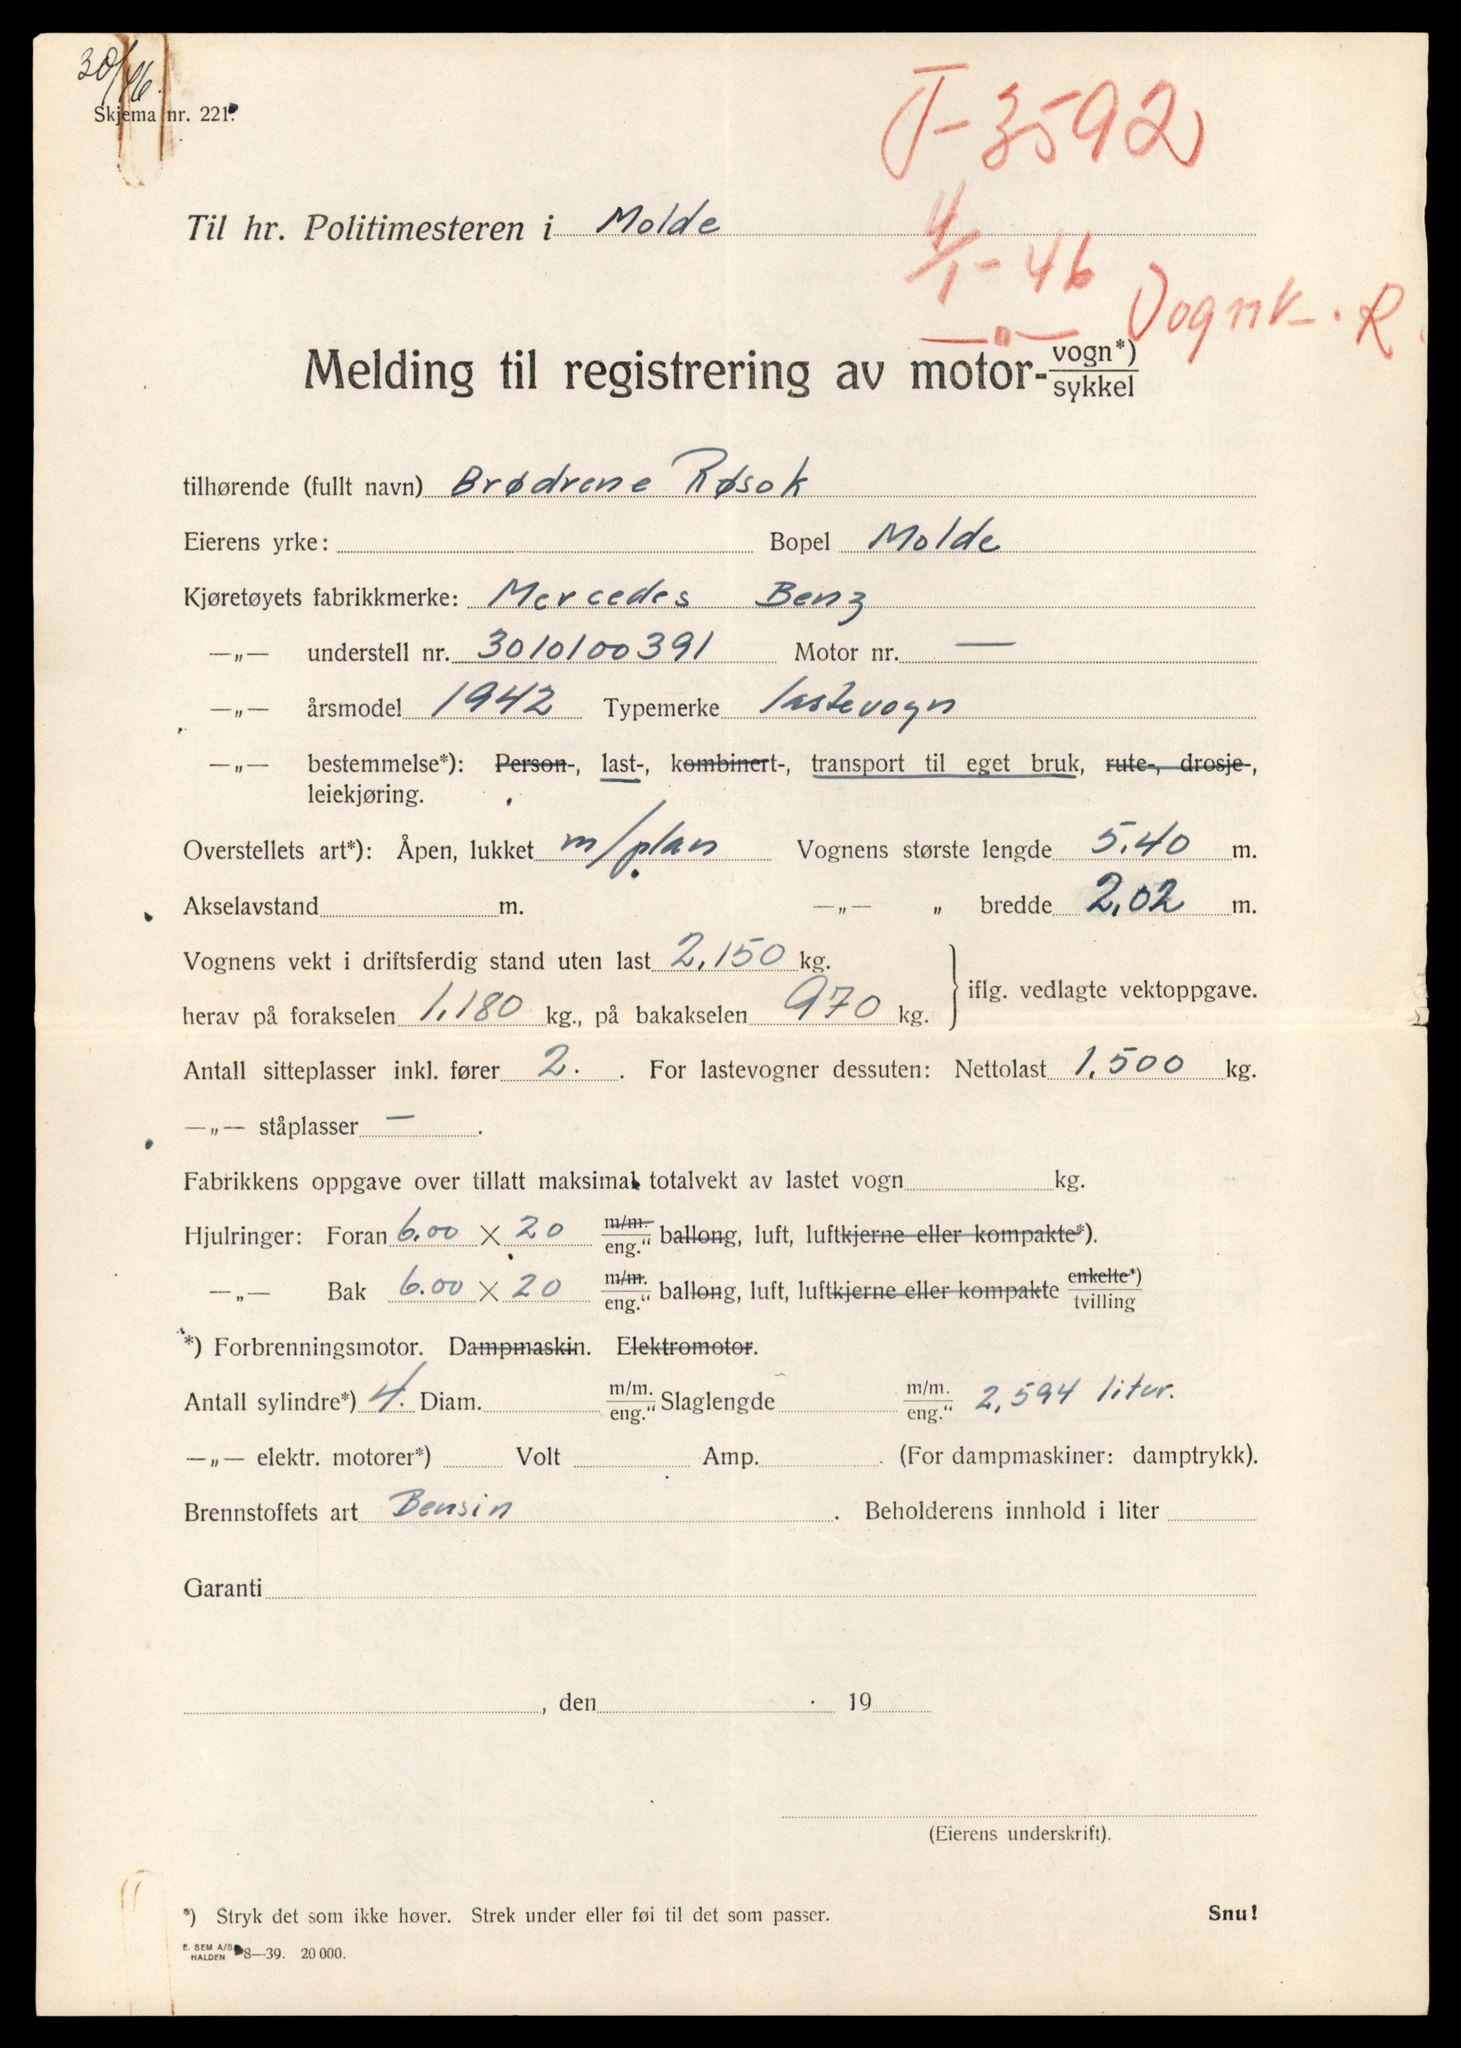 30/46.
Skjema nr. 221.
T-3592
Til hr. Politimesteren i Molde
4/1-46
Vognk. R.
Melding til registrering av motor-vogn*)/sykkel
tilhørende (fullt navn) Brødrene Røsok
Eierens yrke: Bopel Molde
Kjøretøyets fabrikkmerke: Mercedes Benz
—„— understell nr. 3010100391 Motor nr. —
—„— årsmodel 1942 Typemerke lastevogn
—„— bestemmelse*): Person-, last-, kombinert-, transport til eget bruk, rute-, drosje-,
leiekjøring.
Overstellets art*): Åpen, lukket m/plan Vognens største lengde 5.40 m.
Akselavstand m. —„— „ bredde 2,02 m.
Vognens vekt i driftsferdig stand uten last 2,150 kg.
herav på forakselen 1,180 kg., på bakakselen 970 kg. } iflg. vedlagte vektoppgave.
Antall sitteplasser inkl. fører 2. . For lastevogner dessuten: Nettolast 1,500 kg.
—„— ståplasser — .
Fabrikkens oppgave over tillatt maksimal totalvekt av lastet vogn kg.
Hjulringer: Foran 6.00 × 20 m/m./eng.“ ballong, luft, luftkjerne eller kompakte*).
—„— Bak 6.00 × 20 m/m./eng.“ ballong, luft, luftkjerne eller kompakte enkelte*)/tvilling
*) Forbrenningsmotor. Dampmaskin. Elektromotor.
Antall sylindre*) 4. Diam. m/m./eng.“ Slaglengde m/m./eng.“ 2,594 liter.
—„— elektr. motorer*) Volt Amp. . (For dampmaskiner: damptrykk).
Brennstoffets art Bensin . Beholderens innhold i liter
Garanti
, den 19
(Eierens underskrift).
*) Stryk det som ikke høver. Strek under eller føi til det som passer. Snu!
E. SEM A/S HALDEN 8—39. 20 000.